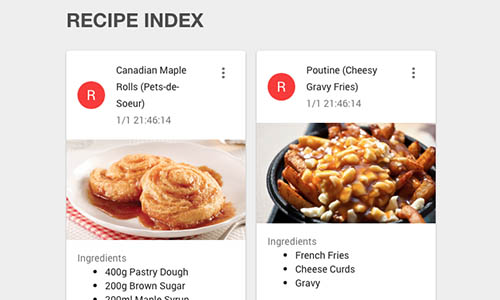 RECIPE INDEX
R
Canadian Maple
Rolls (Pets-de-
Soeur)
1/1 21:46:14
Ingredients
400g Pastry Dough
200g Brown Sugar
200ml Maple Syrup
R
Poutine (Cheesy
Gravy Fries)
1/1 21:46:14
Ingredients
French Fries
Cheese Curds
Gravy